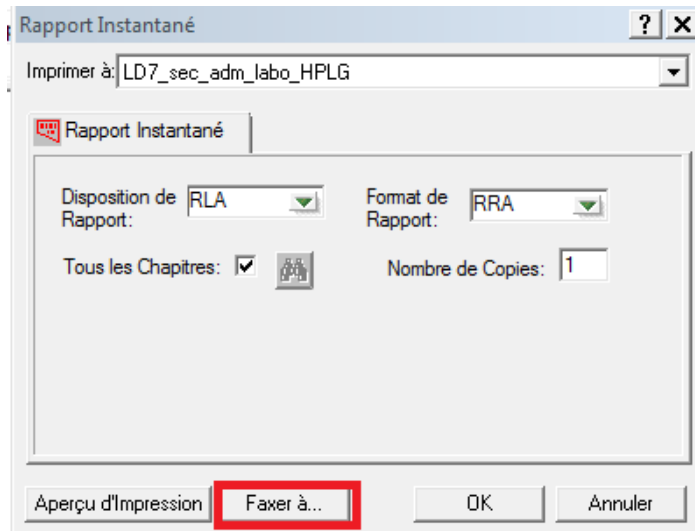 Rapport Instantané
Imprimer à: LD7_sec_adm_labo_HPLG
Rapport Instantané
Disposition de Rapport: RLA Format de Rapport: RRA
Tous les Chapitres: Nombre de Copies: 1
Aperçu d'Impression Faxer à... OK Annuler